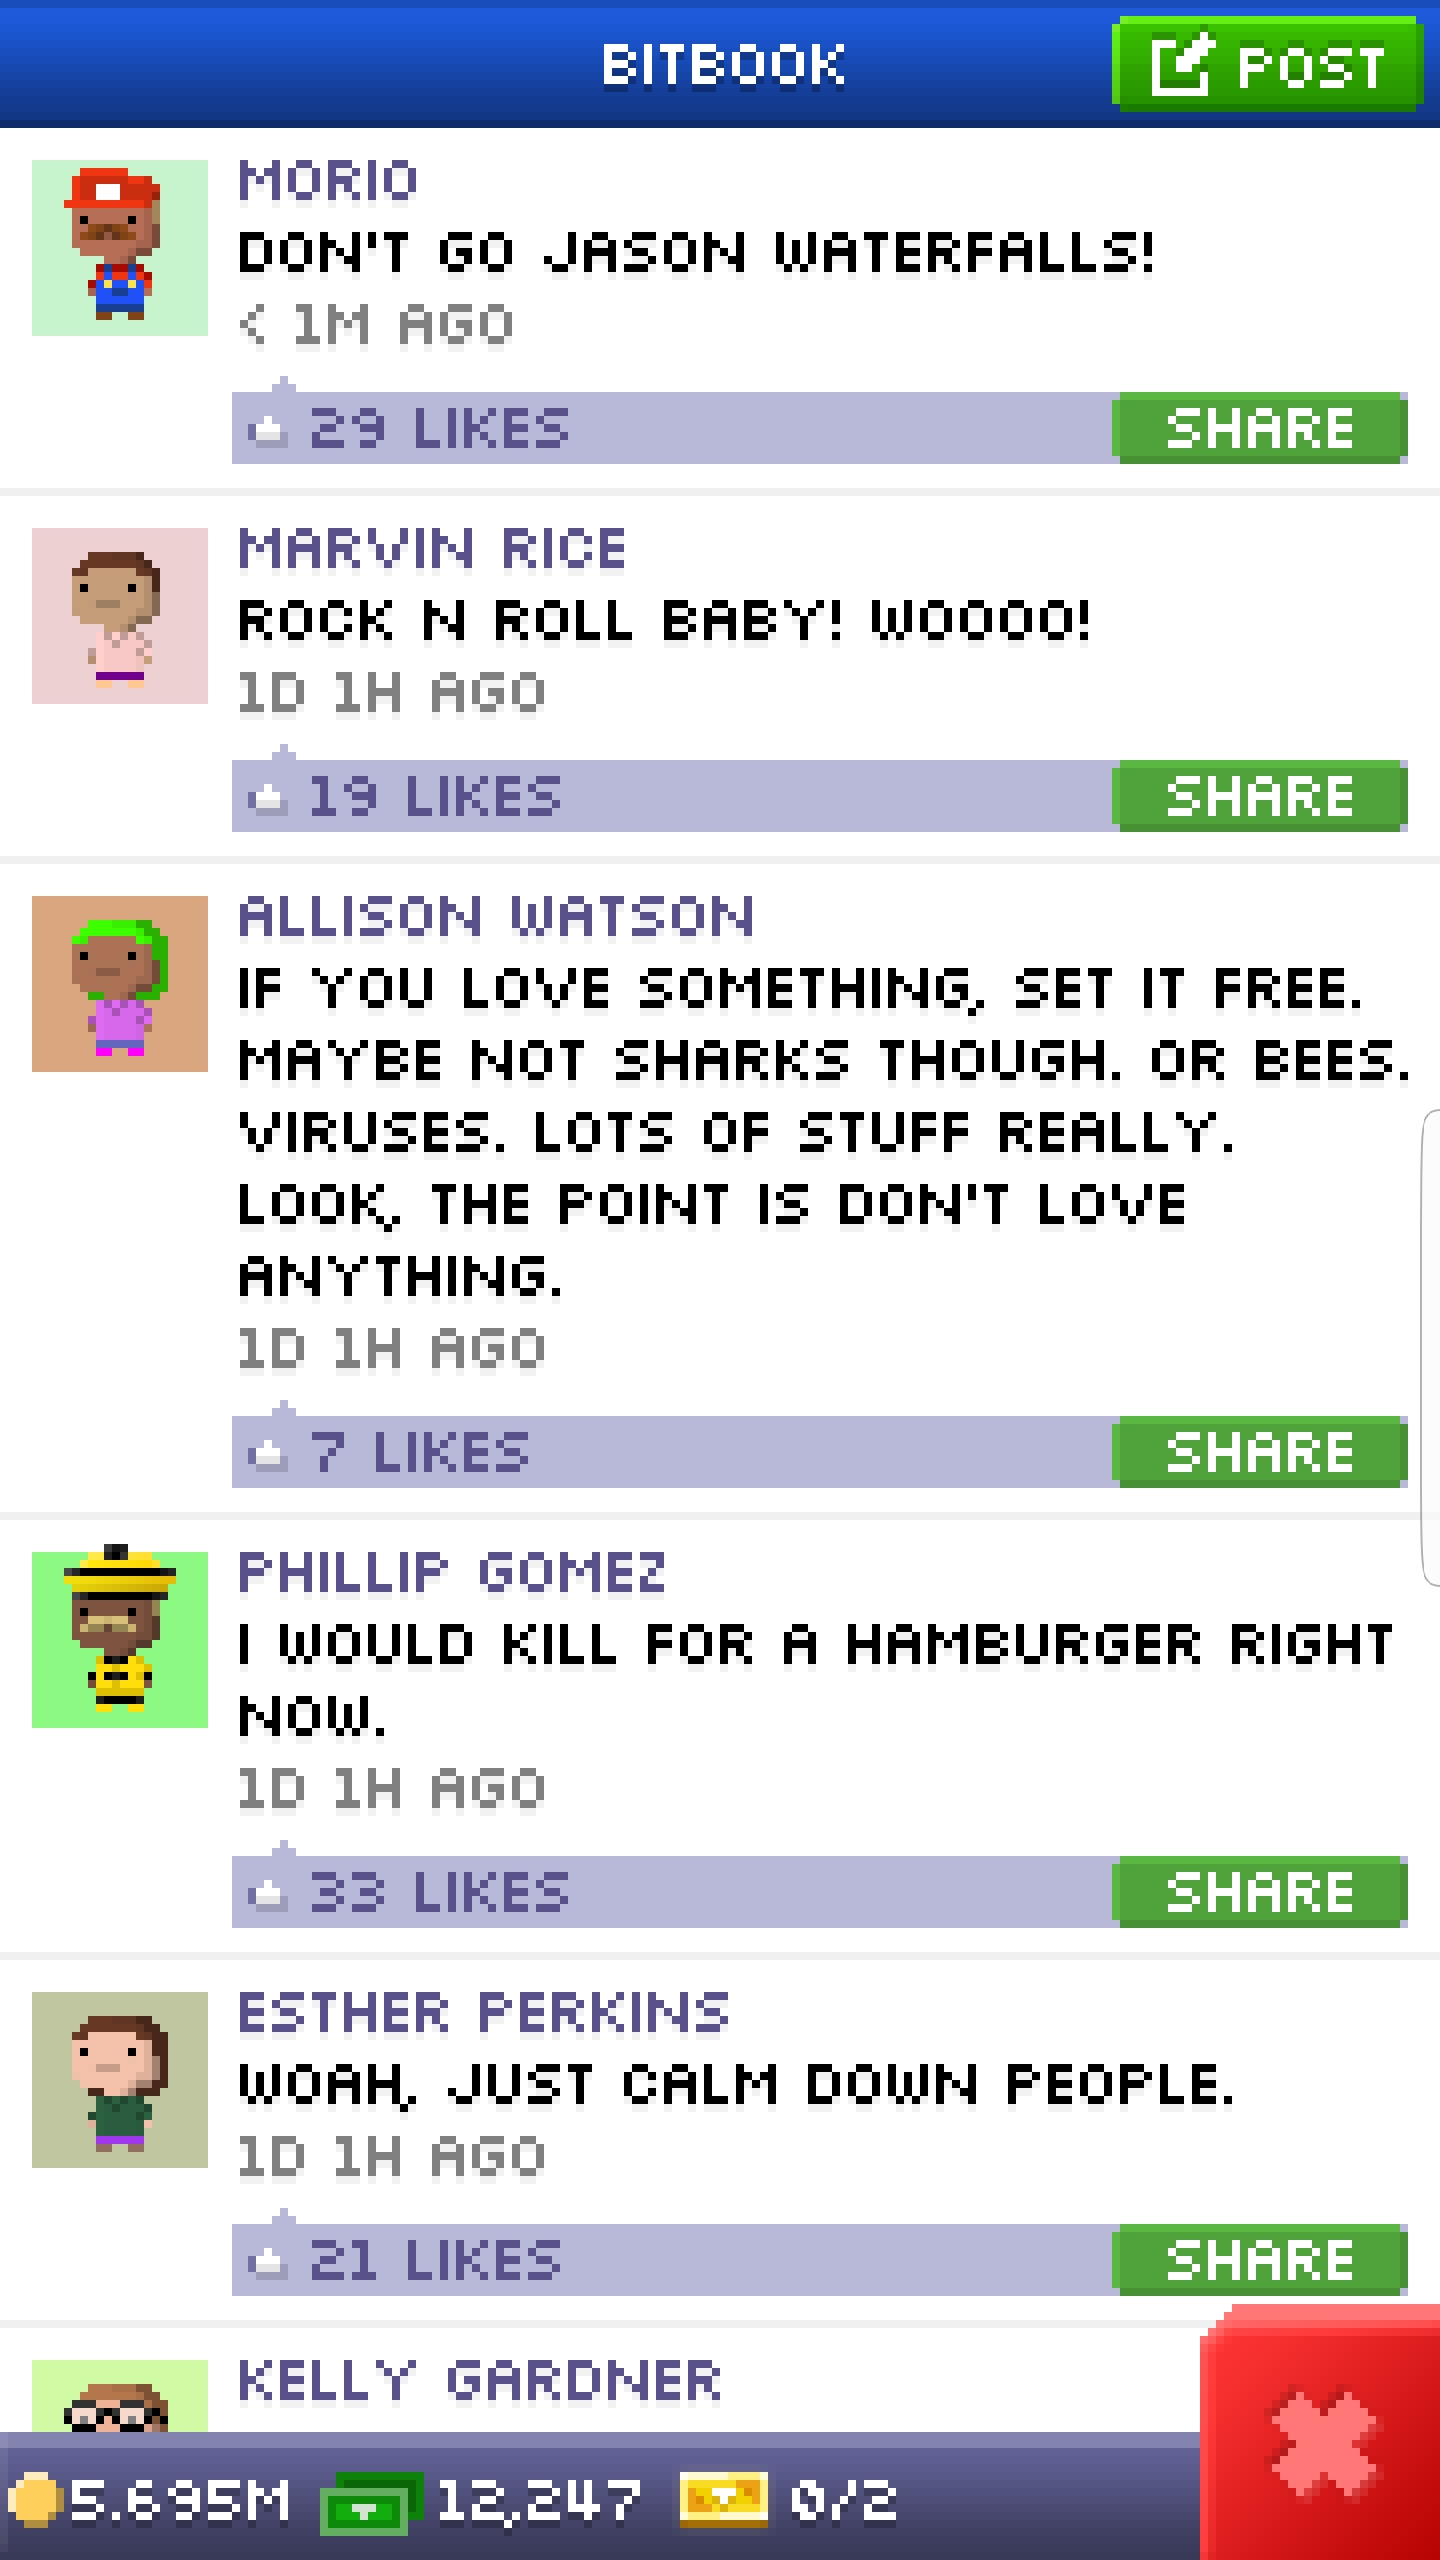 BITBOOK
POST
MORIO
DON'T GO JASON WATERFALLS!
< 1M AGO
29 LIKES
SHARE
MARVIN RICE
ROCK N ROLL BABY! WOOOO!
1D 1H AGO
19 LIKES
SHARE
ALLISON WATSON
IF YOU LOVE SOMETHING, SET IT FREE.
MAYBE NOT SHARKS THOUGH. OR BEES.
VIRUSES. LOTS OF STUFF REALLY.
LOOK, THE POINT IS DON'T LOVE
ANYTHING.
1D 1H AGO
7 LIKES
SHARE
PHILLIP GOMEZ
I WOULD KILL FOR A HAMBURGER RIGHT
NOW.
1D 1H AGO
33 LIKES
SHARE
ESTHER PERKINS
WOAH, JUST CALM DOWN PEOPLE.
1D 1H AGO
21 LIKES
SHARE
KELLY GARDNER
5.695M 12,247 0/2